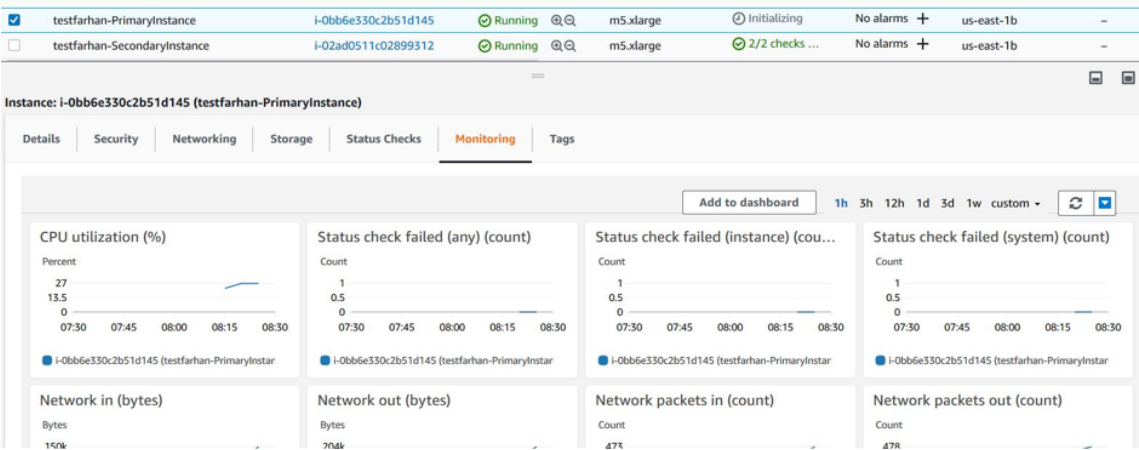 testfarhan-PrimaryInstance i-0bb6e330c2b51d145 Running m5.xlarge Initializing No alarms + us-east-1b –
testfarhan-SecondaryInstance i-02ad0511c02899312 Running m5.xlarge 2/2 checks ... No alarms + us-east-1b –
Instance: i-0bb6e330c2b51d145 (testfarhan-PrimaryInstance)
Details Security Networking Storage Status Checks Monitoring Tags
Add to dashboard 1h 3h 12h 1d 3d 1w custom
CPU utilization (%) Status check failed (any) (count) Status check failed (instance) (cou... Status check failed (system) (count)
Percent Count Count Count
27 1 1 1
13.5 0.5 0.5 0.5
0 0 0 0
07:30 07:45 08:00 08:15 08:30 07:30 07:45 08:00 08:15 08:30 07:30 07:45 08:00 08:15 08:30 07:30 07:45 08:00 08:15 08:30
i-0bb6e330c2b51d145 (testfarhan-PrimaryInstar i-0bb6e330c2b51d145 (testfarhan-PrimaryInstar i-0bb6e330c2b51d145 (testfarhan-PrimaryInstar i-0bb6e330c2b51d145 (testfarhan-PrimaryInstar
Network in (bytes) Network out (bytes) Network packets in (count) Network packets out (count)
Bytes Bytes Count Count
150k 204k 473 478